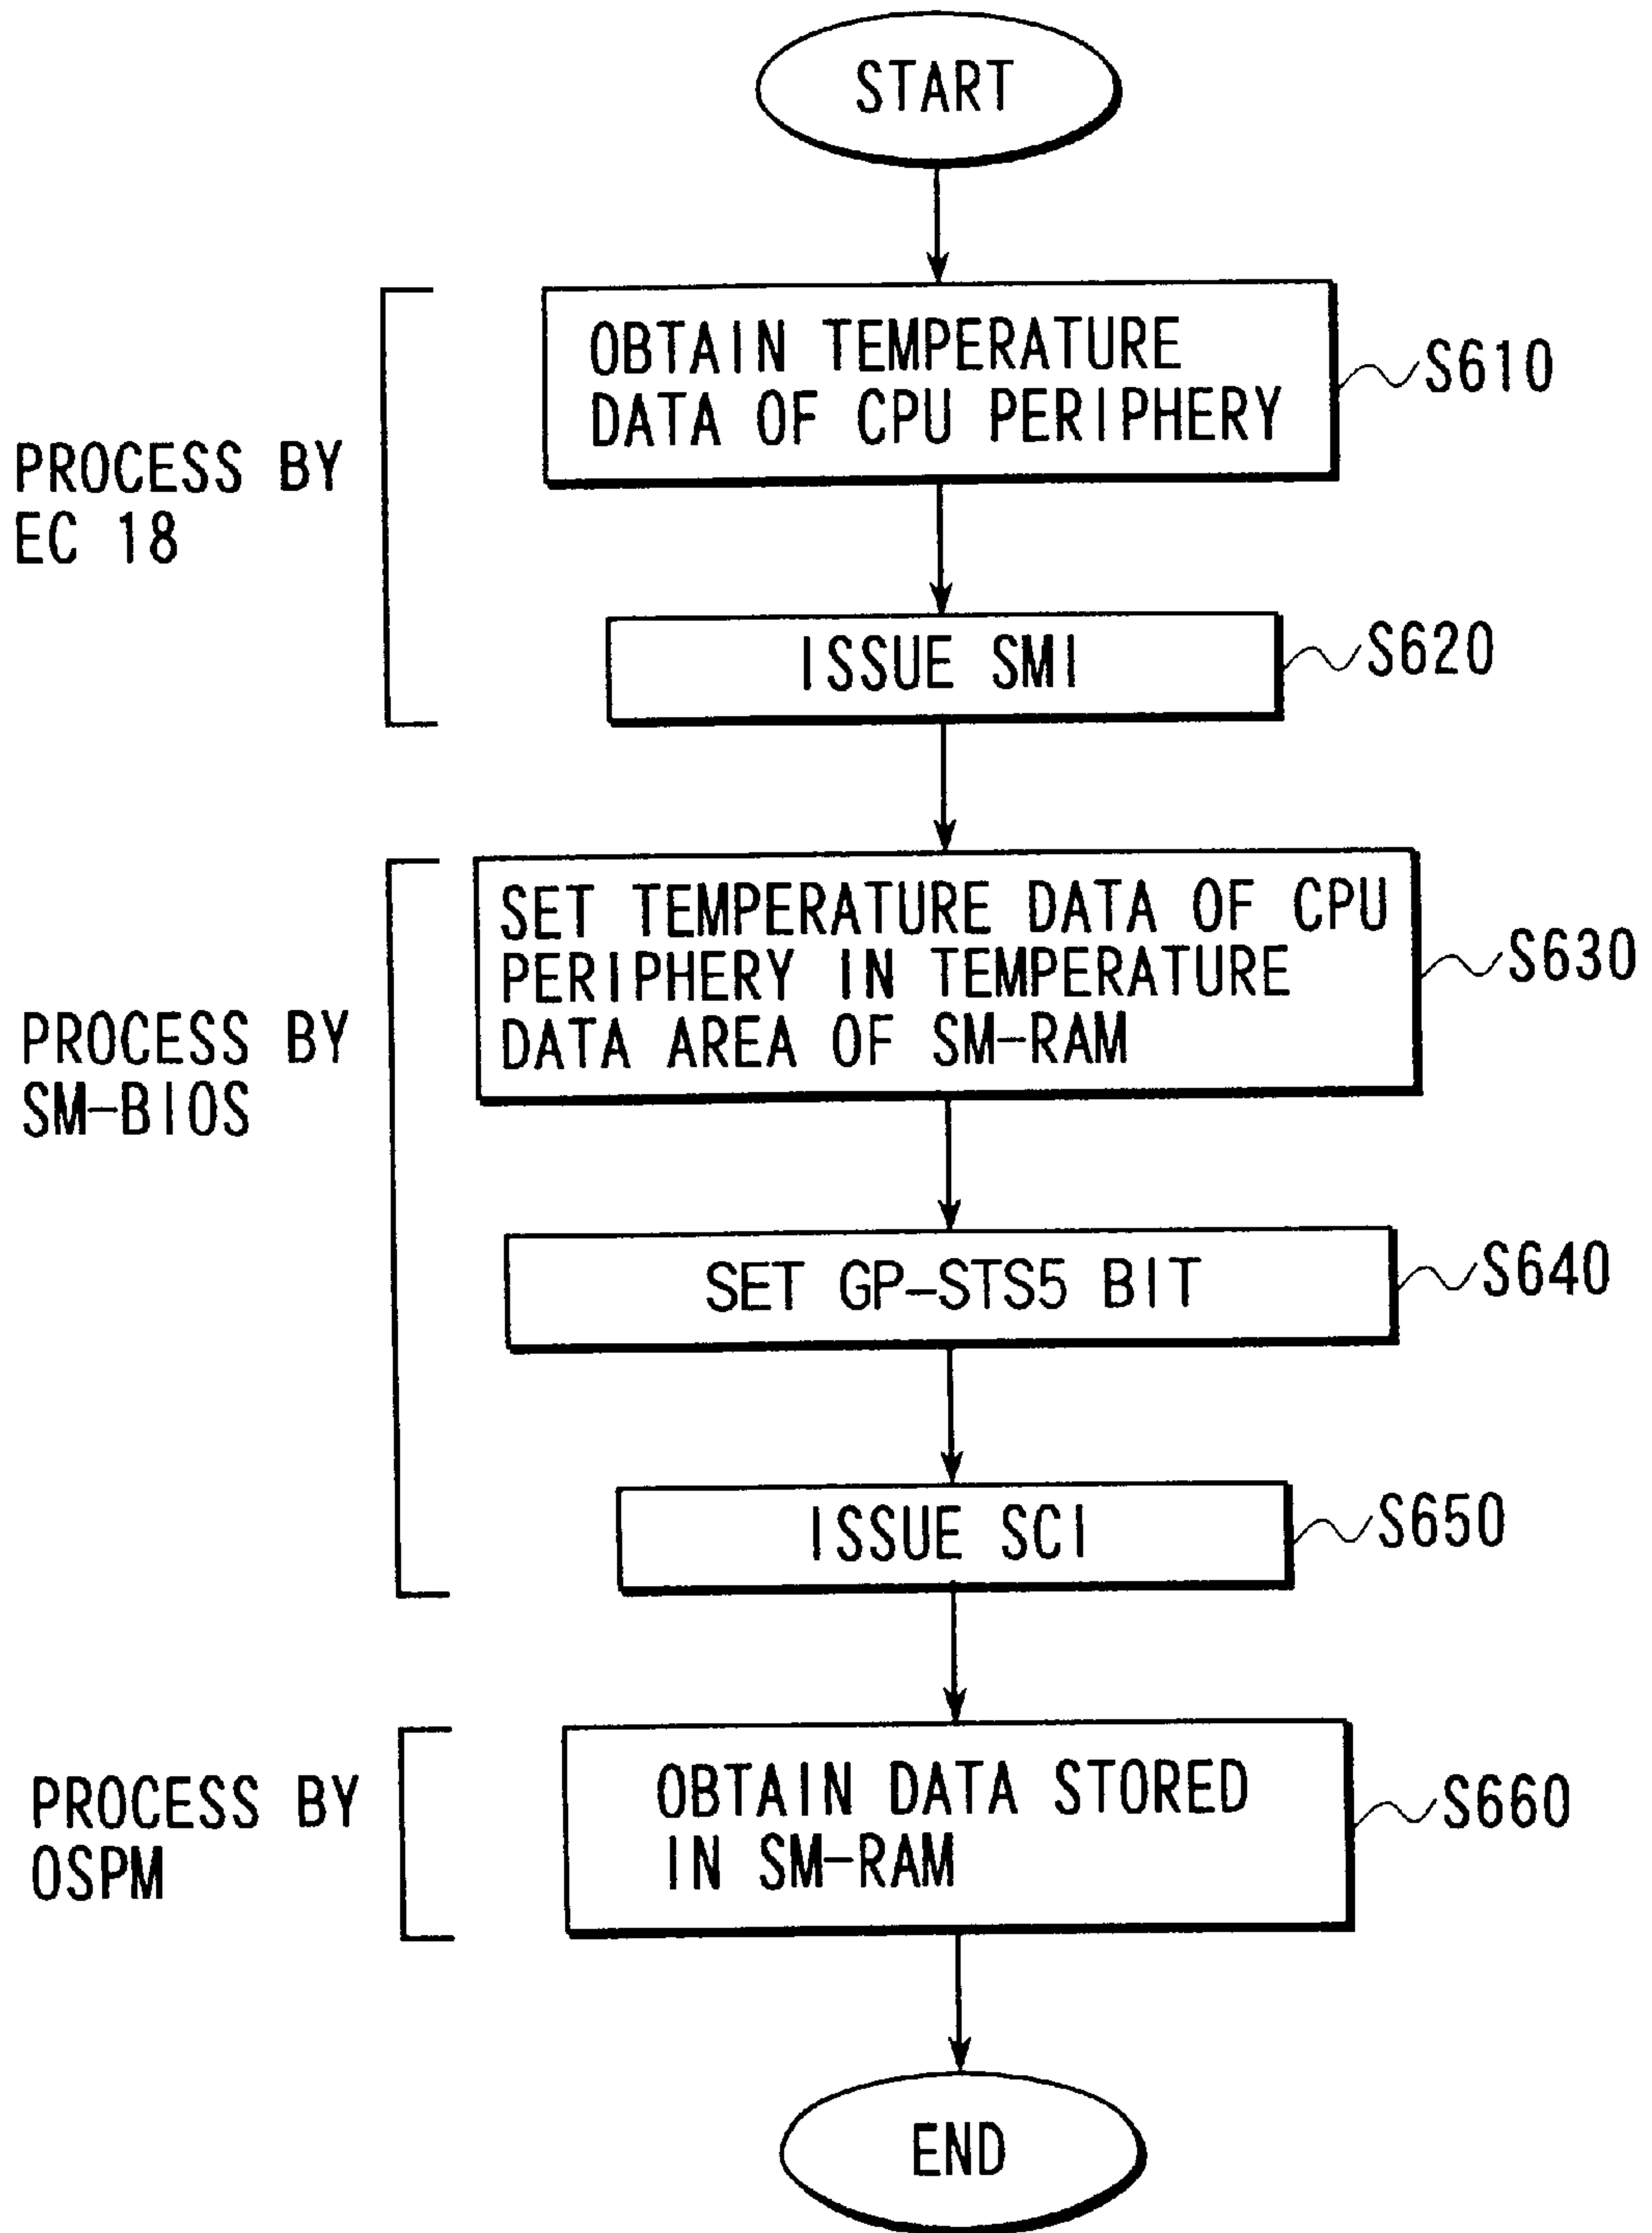 START
OBTAIN TEMPERATURE
DATA OF CPU PERIPHERY
S610
PROCESS BY
EC 18
ISSUE SMI
S620
SET TEMPERATURE DATA OF CPU
PERIPHERY IN TEMPERATURE
DATA AREA OF SM-RAM
S630
PROCESS BY
SM-BIOS
SET GP-STS5 BIT
S640
ISSUE SCI
S650
OBTAIN DATA STORED
IN SM-RAM
S660
PROCESS BY
OSPM
END